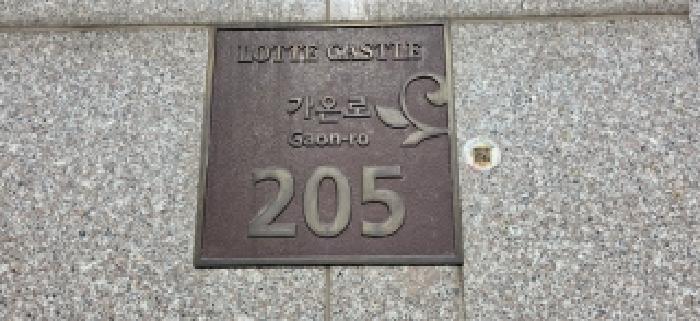 LOTTE CASTLE
가온로
Gaon-ro
205